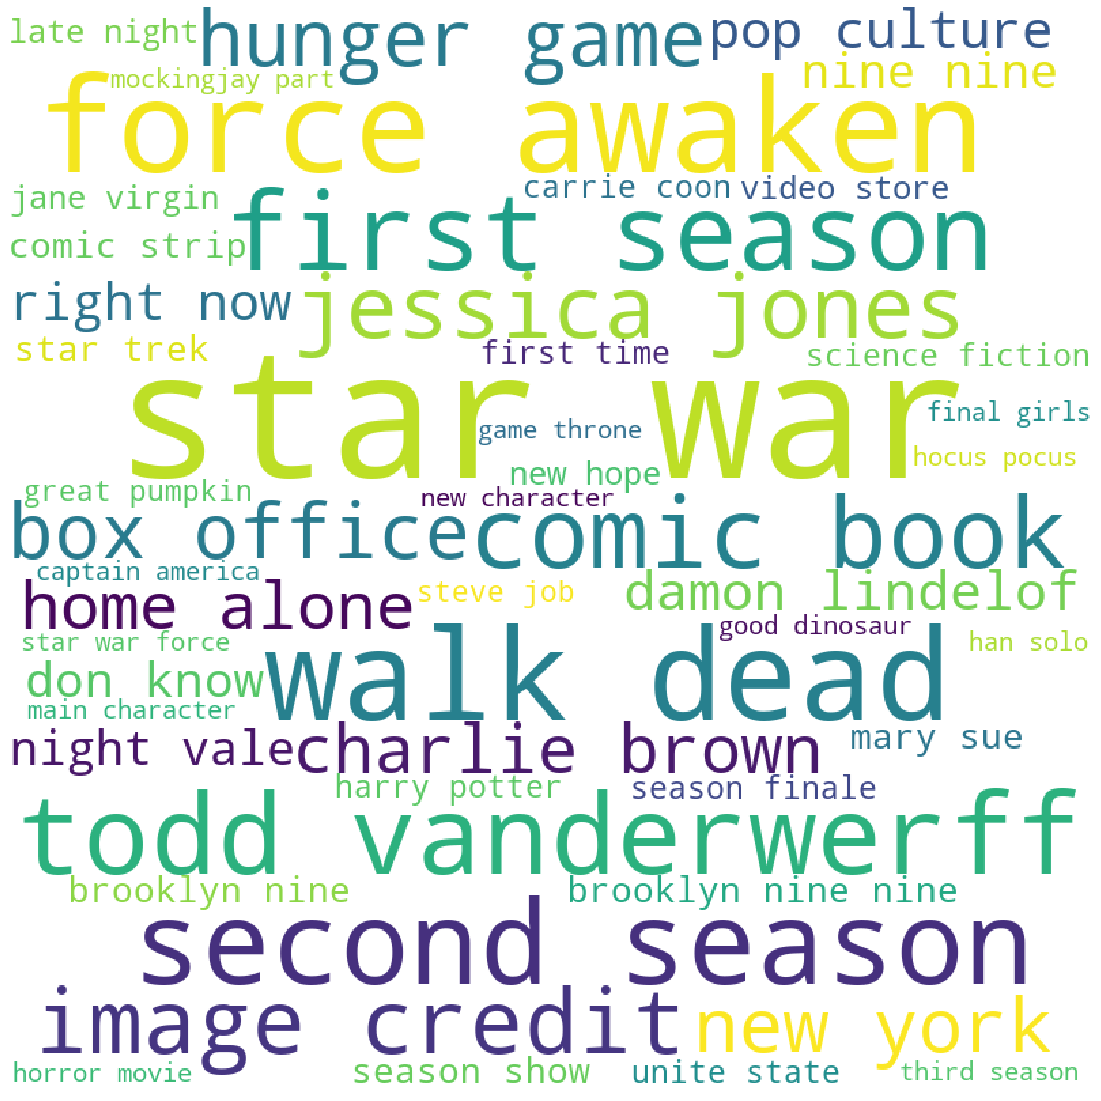 late night hunger game pop culture
mockingjay part nine nine
force awaken
jane virgin carrie coon video store
comic strip first season
right now jessica jones
star trek first time science fiction
star war
final girls
game throne
hocus pocus
new hope
great pumpkin new character
box office comic book
captain america
home alone steve job damon lindelof
star war force walk dead good dinosaur han solo
don know
main character
night vale charlie brown mary sue
harry potter season finale
todd vanderwerff
brooklyn nine brooklyn nine nine
second season
image credit new york
horror movie season show unite state third season